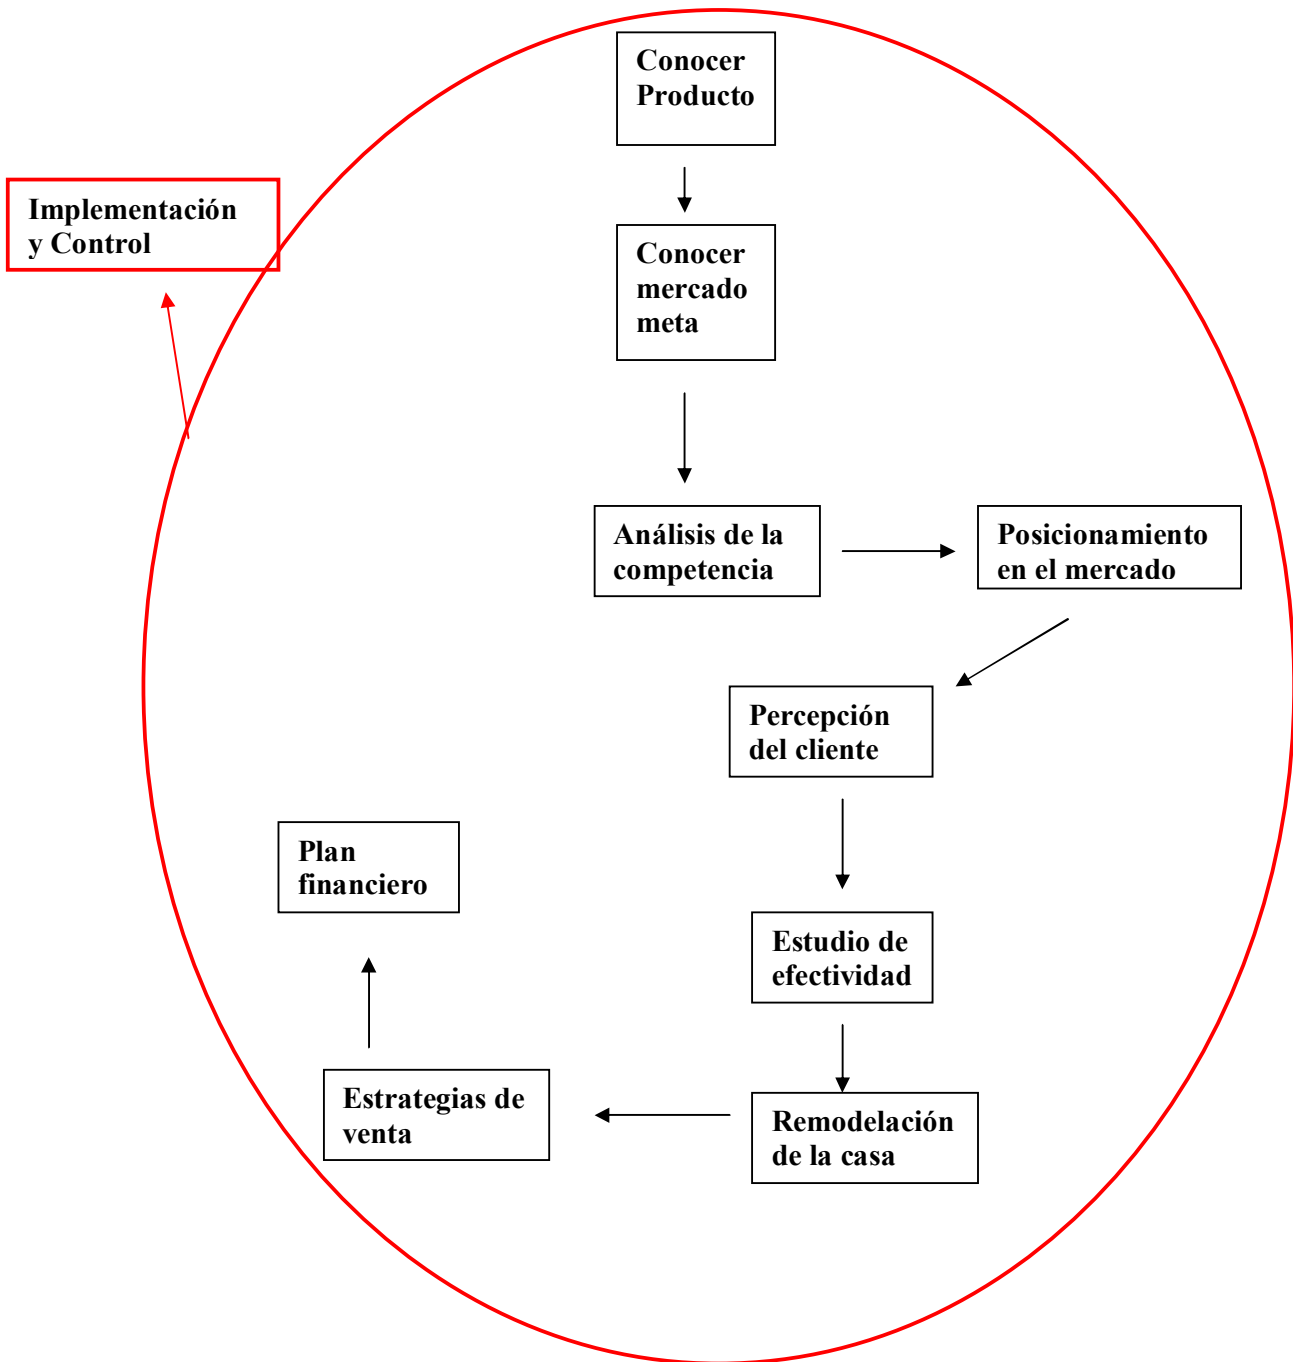 Conocer
Producto
Implementación
y Control
Conocer
mercado
meta
Análisis de la
competencia
Posicionamiento
en el mercado
Percepción
del cliente
Plan
financiero
Estudio de
efectividad
Estrategias de
venta
Remodelación
de la casa